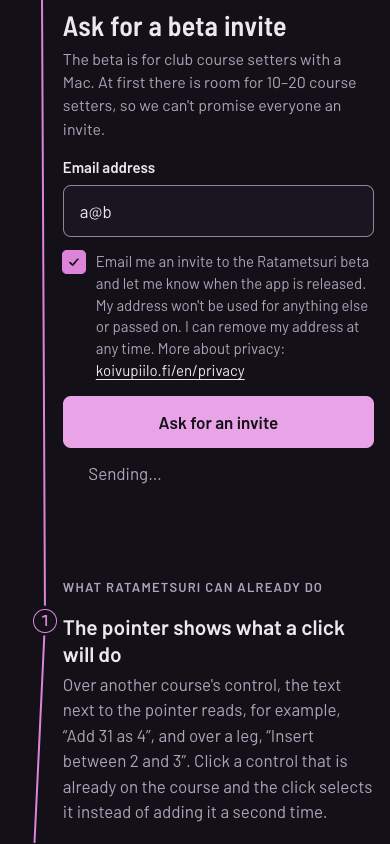 Ask for a beta invite
The beta is for club course setters with a
Mac. At first there is room for 10–20 course
setters, so we can't promise everyone an
invite.
Email address
a@b
Email me an invite to the Ratametsuri beta
and let me know when the app is released.
My address won't be used for anything else
or passed on. I can remove my address at
any time. More about privacy:
koivupiilo.fi/en/privacy
Ask for an invite
Sending…
WHAT RATAMETSURI CAN ALREADY DO
1
The pointer shows what a click
will do
Over another course's control, the text
next to the pointer reads, for example,
“Add 31 as 4”, and over a leg, “Insert
between 2 and 3”. Click a control that is
already on the course and the click selects
it instead of adding it a second time.